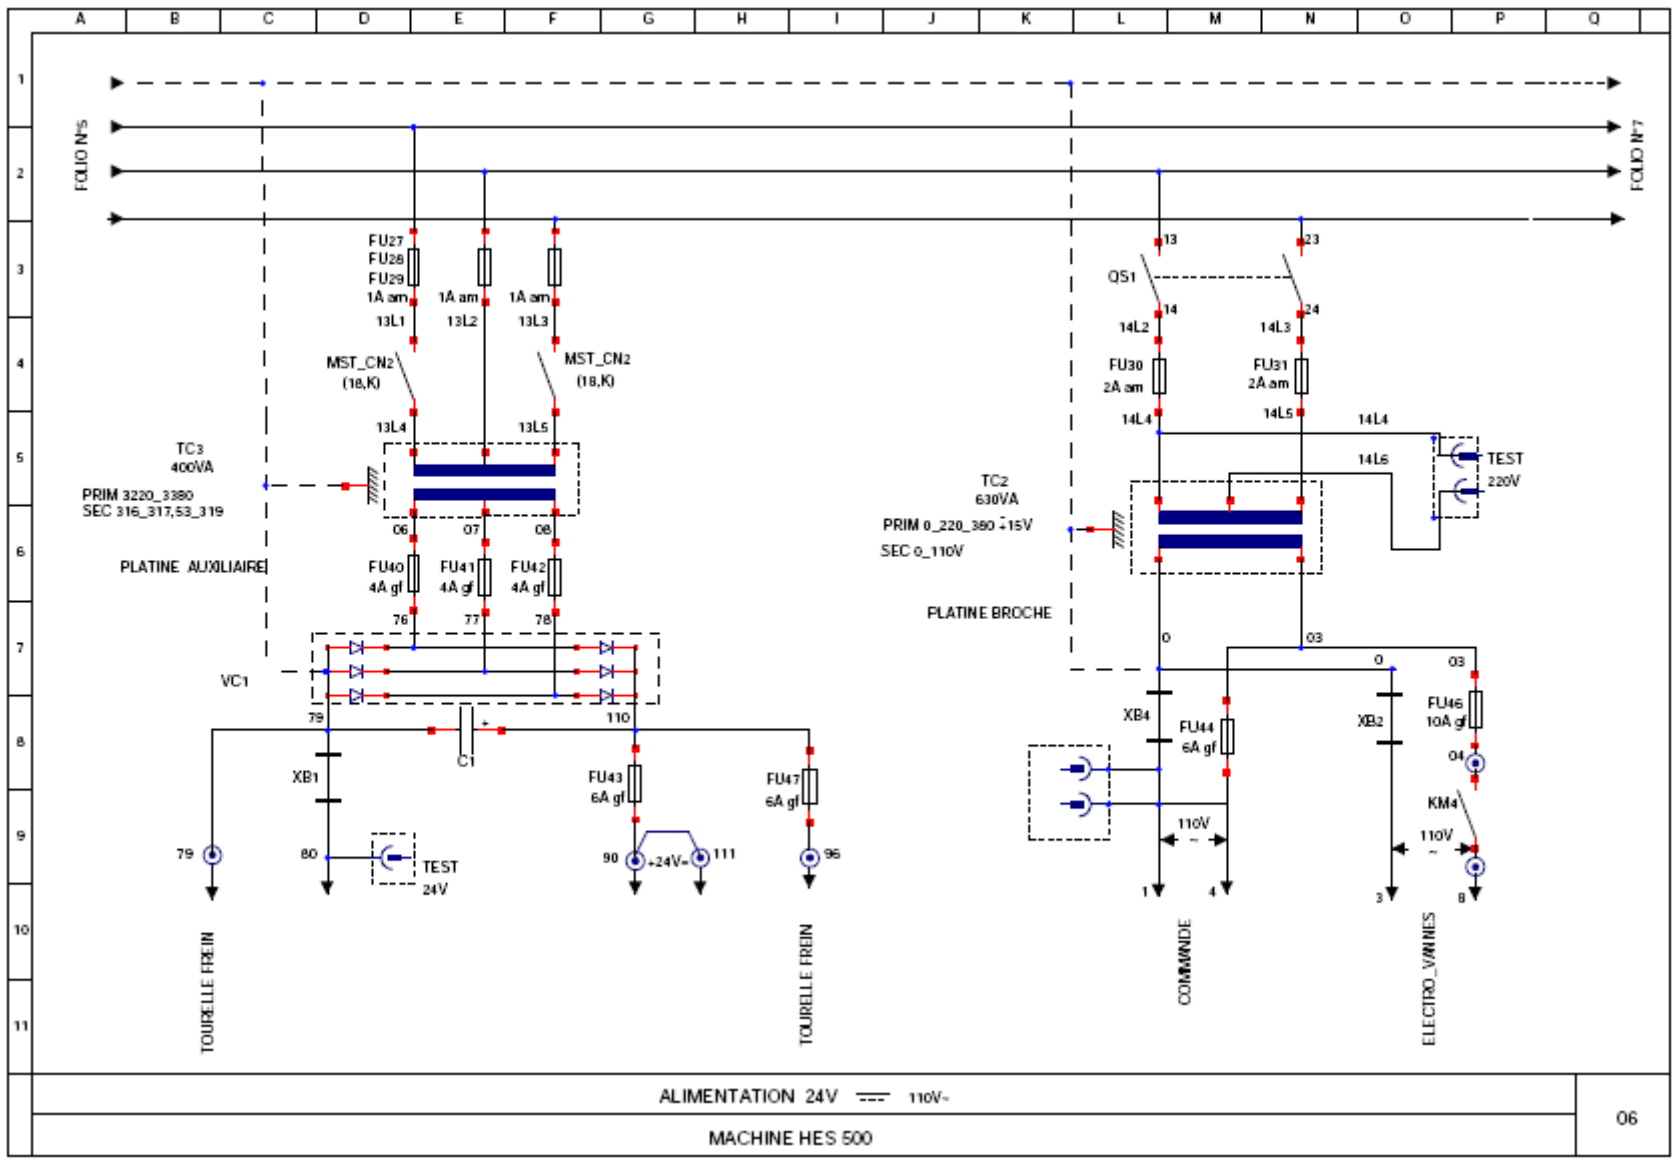 A B C D E F G H I J K L M N O P Q
1
2
3
4
5
6
7
8
9
10
11
FOLIO N°5
FOLIO N°7
FU27
FU28
FU29
1A am
1A am
1A am
13L1
13L2
13L3
MST_CN2
(18,K)
MST_CN2
(18,K)
13L4
13L5
TC3
400VA
PRIM 3220_3380
SEC 316_317,53_319
06
07
08
PLATINE AUXILIAIRE
FU40
4A gf
FU41
4A gf
FU42
4A gf
76
77
78
VC1
79
110
+
C1
XB1
FU43
6A gf
FU47
6A gf
79
80
TEST
24V
90
+24V=
111
96
TOURELLE FREIN
TOURELLE FREIN
13
23
QS1
14
24
14L2
14L3
FU30
2A am
FU31
2A am
14L4
14L5
14L4
14L6
TEST
220V
TC2
630VA
PRIM 0_220_380 +15V
SEC 0_110V
PLATINE BROCHE
0
03
0
03
XB4
FU44
6A gf
XB2
FU46
10A gf
04
KM4
110V
~
110V
~
1
4
3
8
COMMANDE
ELECTRO_VANNES
ALIMENTATION 24V 110V~
06
MACHINE HES 500